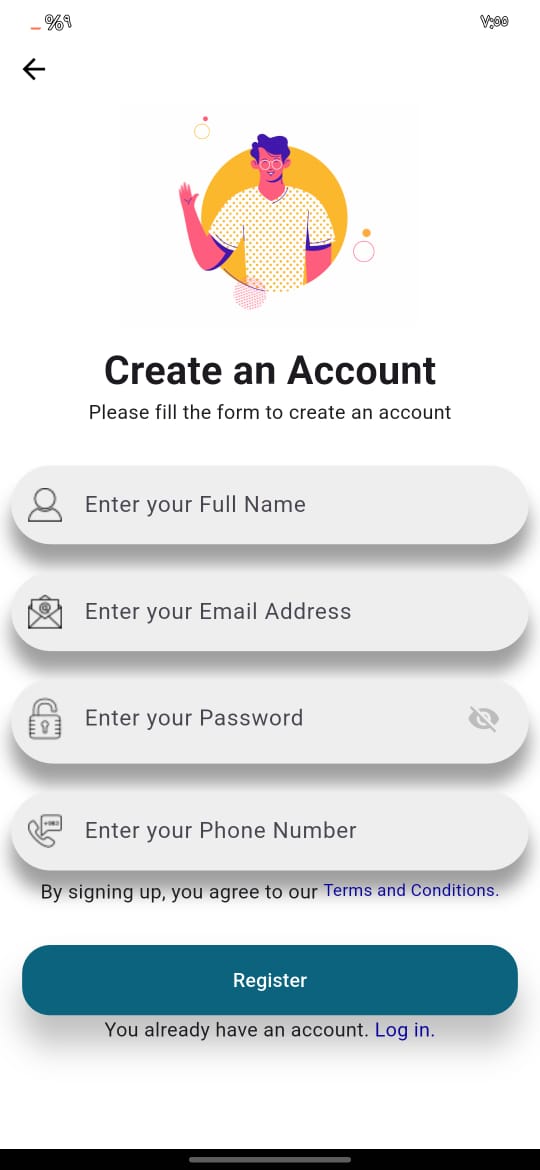 %٩
٧:٥٥
Create an Account
Please fill the form to create an account
Enter your Full Name
Enter your Email Address
Enter your Password
Enter your Phone Number
By signing up, you agree to our Terms and Conditions.
Register
You already have an account. Log in.